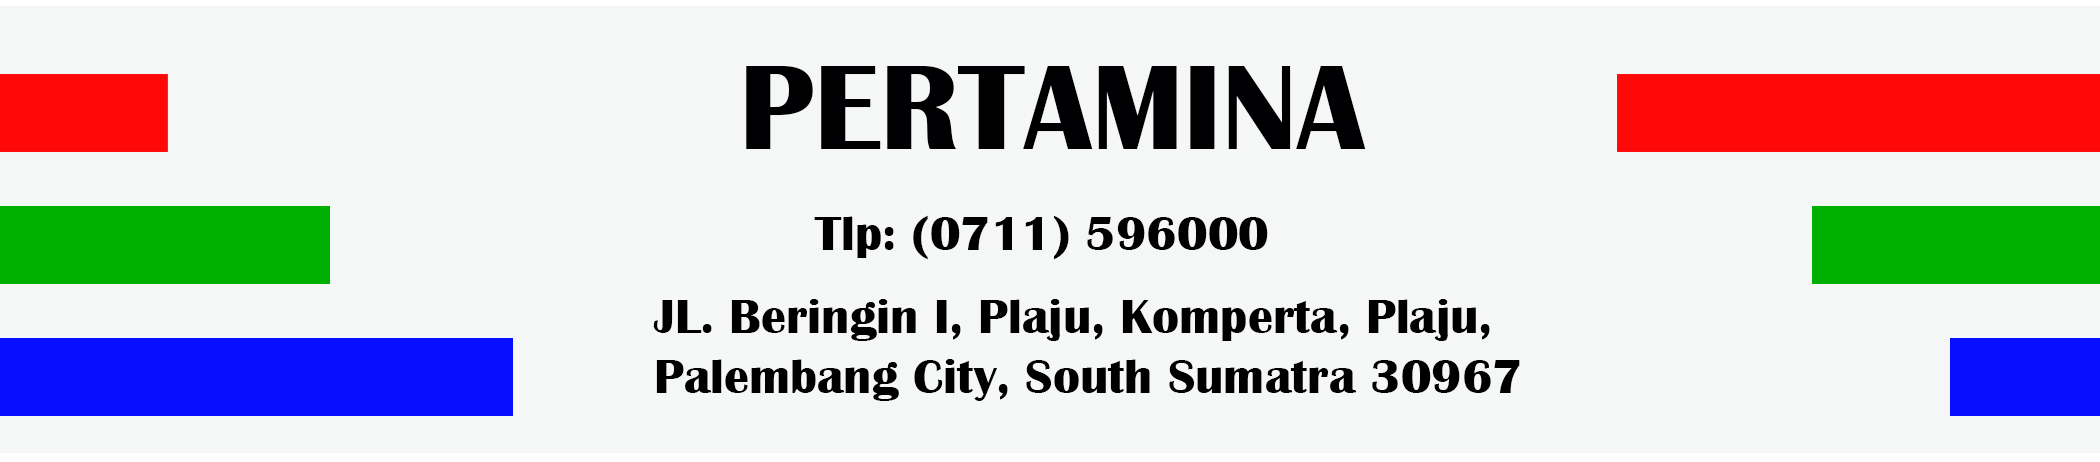 PERTAMINA
Tlp: (0711) 596000
JL. Beringin I, Plaju, Komperta, Plaju,
Palembang City, South Sumatra 30967